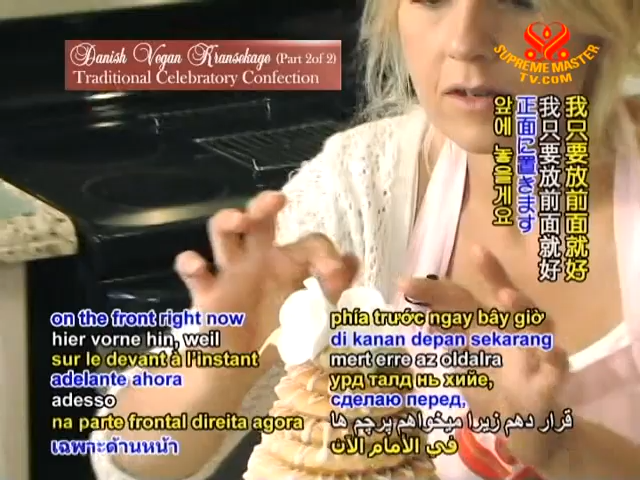 Danish Vegan Kransekage (Part 2of 2)
Traditional Celebratory Confection
SUPREME MASTER
TV.COM
我只要放前面就好
我只要放前面就好
正面に置きます
앞에 놓을게요
on the front right now
hier vorne hin, weil
sur le devant à l'instant
adelante ahora
adesso
na parte frontal direita agora
เฉพาะด้านหน้า
phía trước ngay bây giờ
di kanan depan sekarang
mert erre az oldalra
урд талд нь хийе,
сделаю перед,
قرار دهم زیرا میخواهم پرچم ها
في الأمام الآن